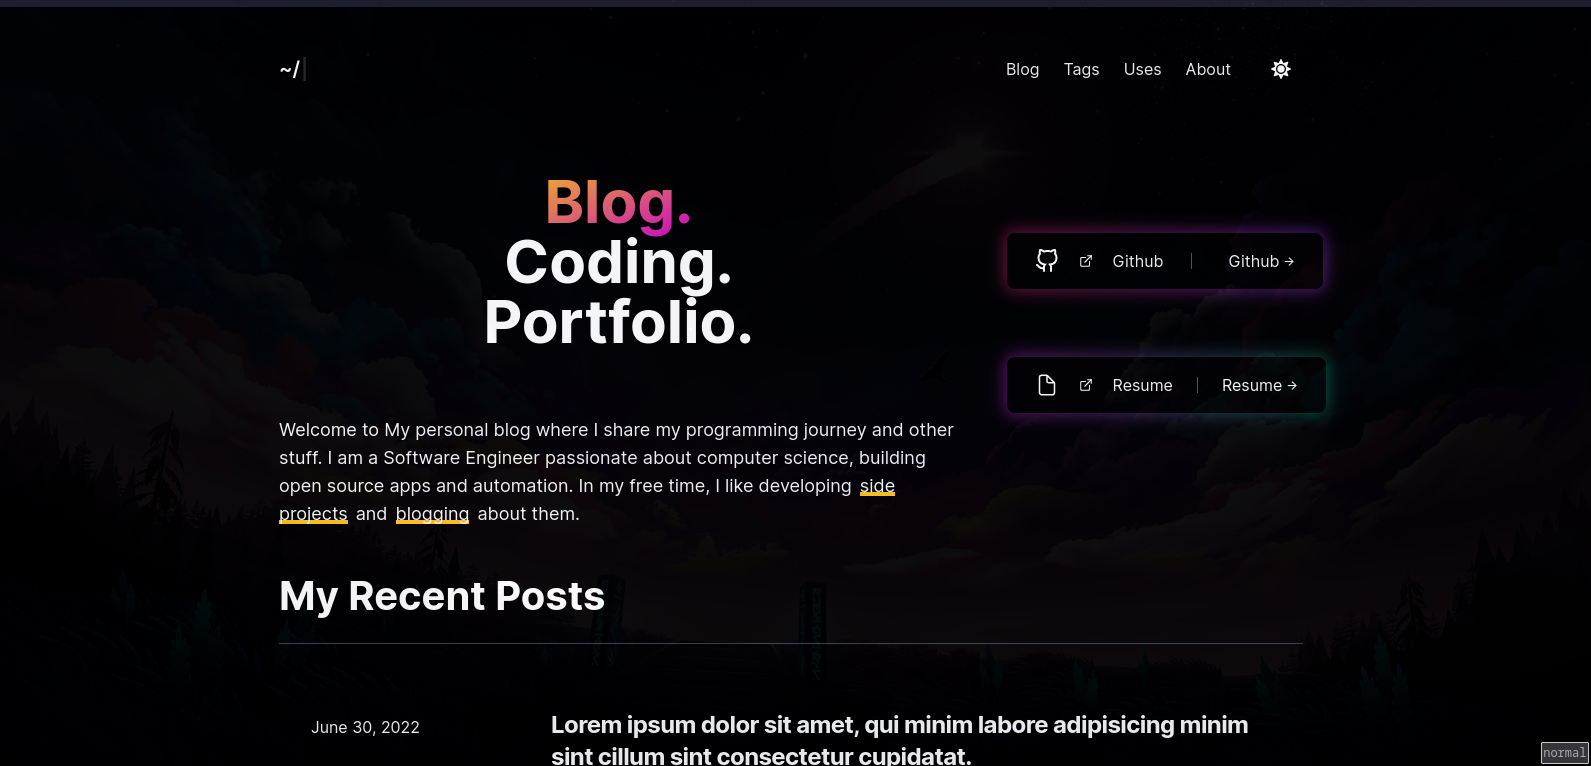 ~/
Blog Tags Uses About
Blog.
Coding.
Portfolio.
Github | Github →
Resume | Resume →
Welcome to My personal blog where I share my programming journey and other
stuff. I am a Software Engineer passionate about computer science, building
open source apps and automation. In my free time, I like developing side
projects and blogging about them.
My Recent Posts
June 30, 2022
Lorem ipsum dolor sit amet, qui minim labore adipisicing minim
sint cillum sint consectetur cupidatat.
normal